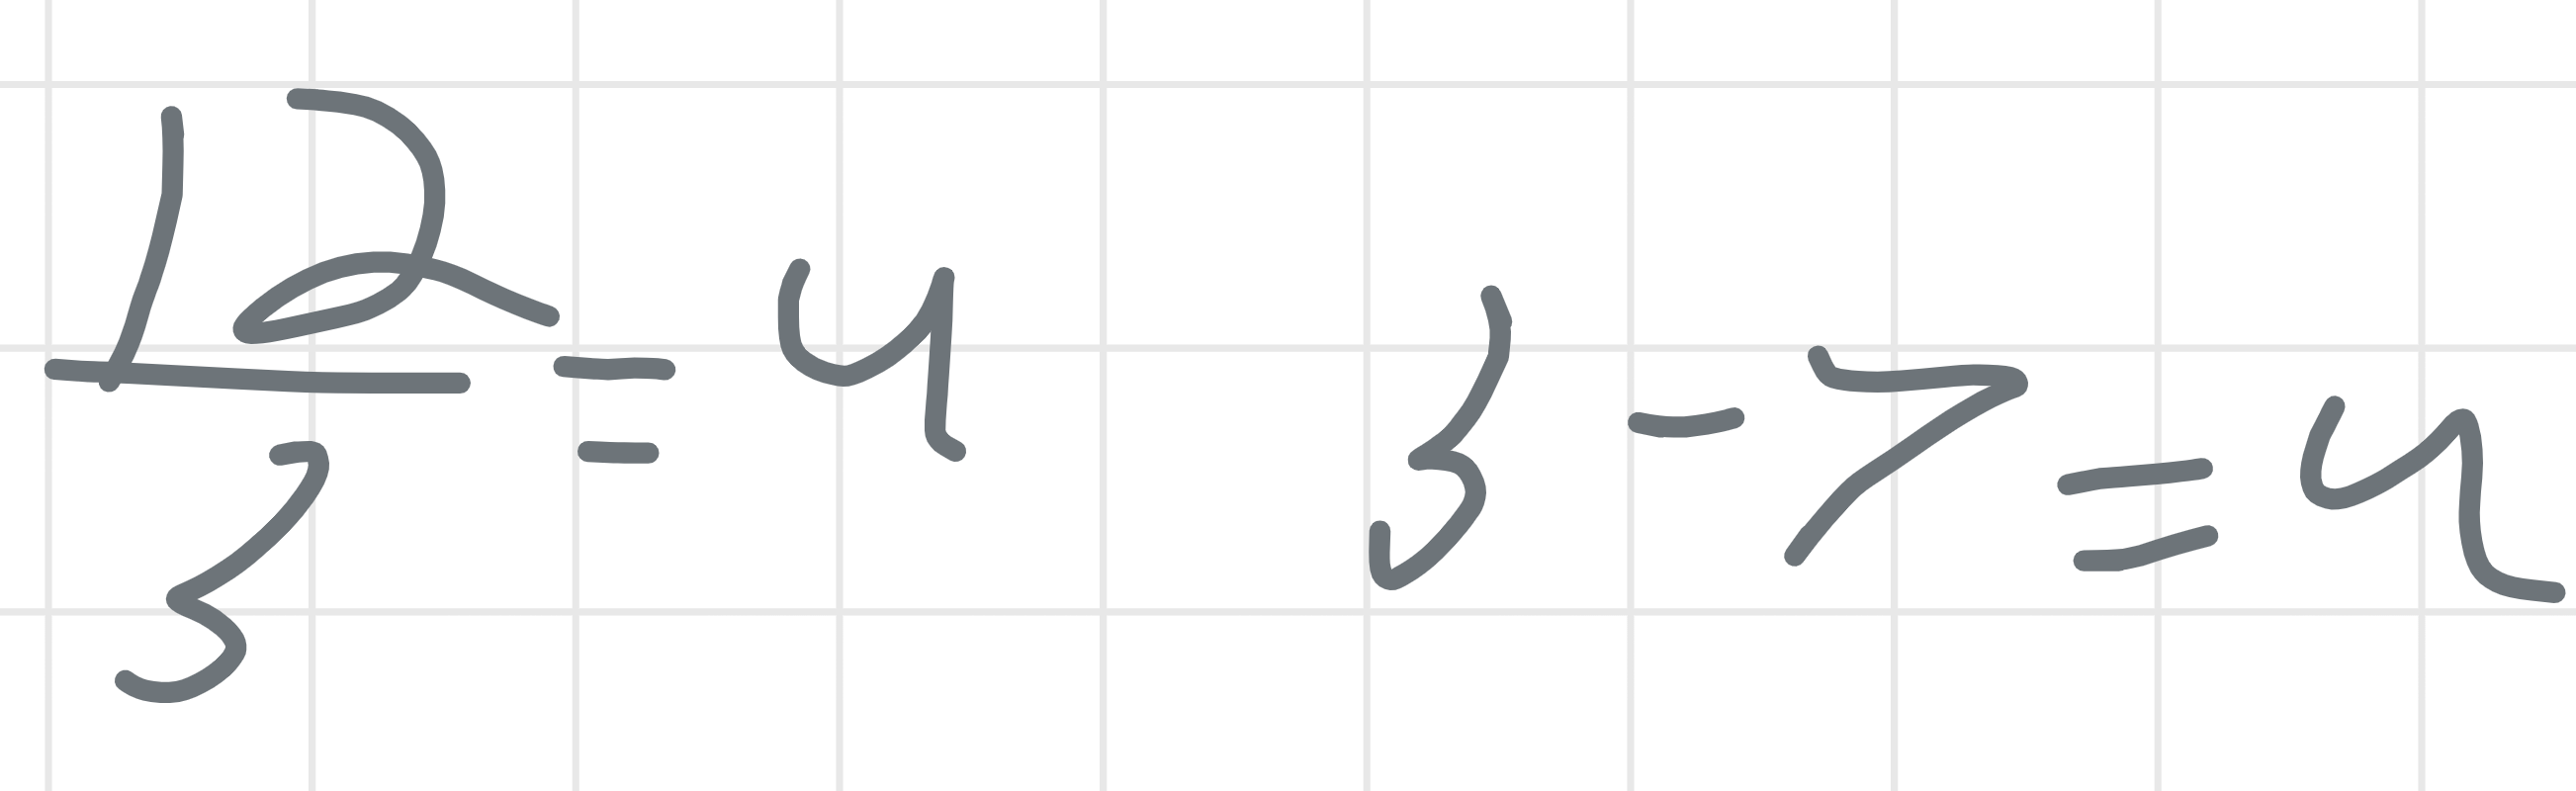 12/3 = 4
3 - 7 = 4